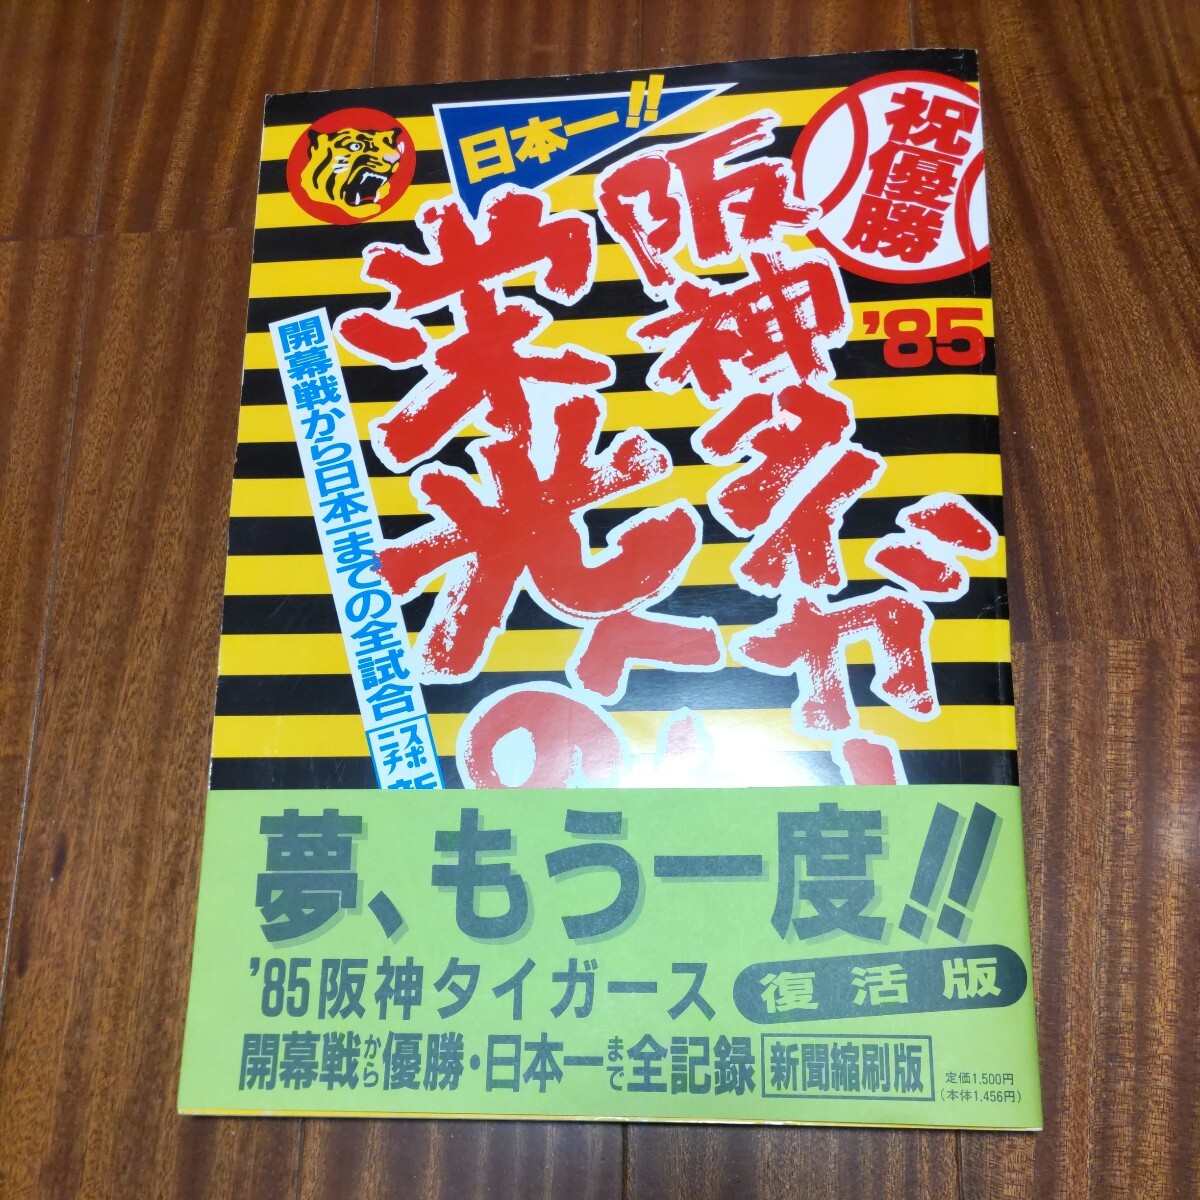 祝優勝
'85
日本一!!
阪神タイガー
栄光への
開幕戦から日本一までの全試合
スポニチ
夢、もう一度!!
'85阪神タイガース
復活版
開幕戦から優勝・日本一まで全記録
新聞縮刷版
定価1,500円
(本体1,456円)